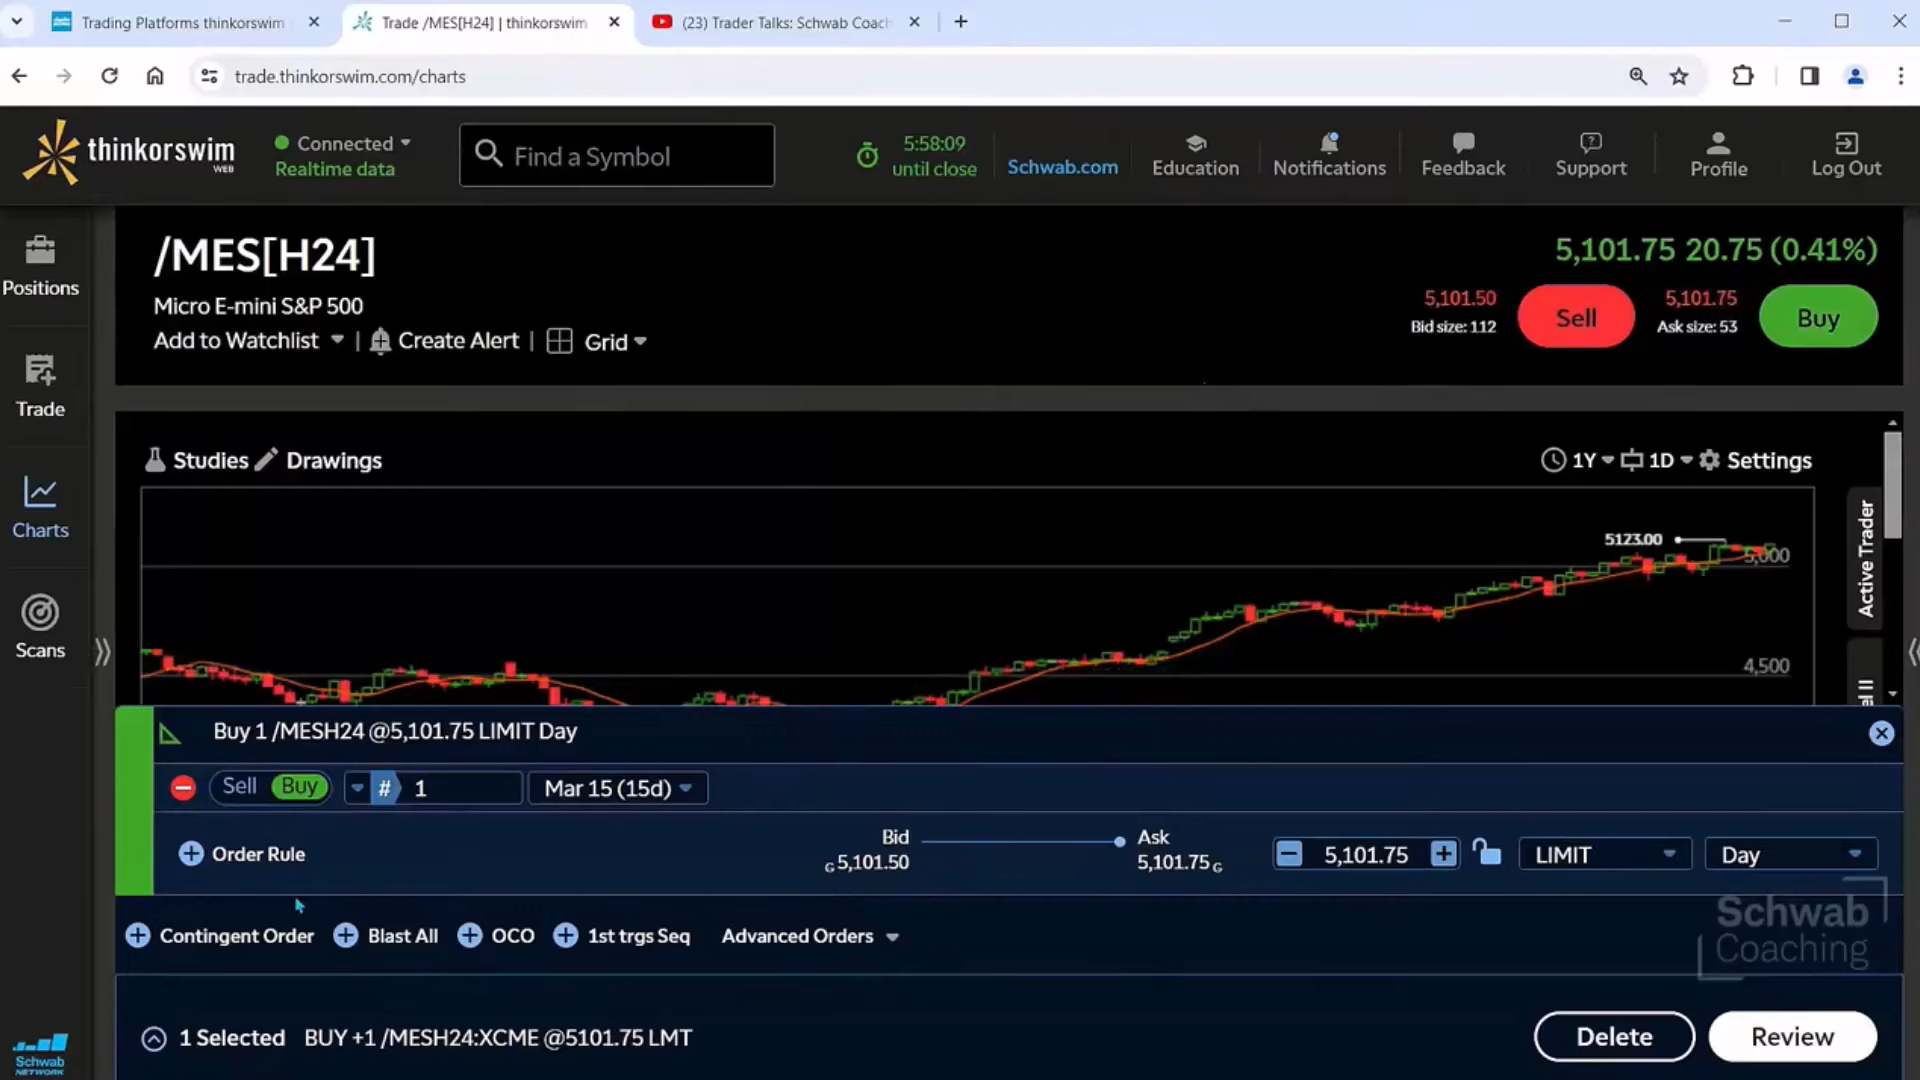 Trading Platforms thinkorswim
Trade /MES[H24] | thinkorswim
(23) Trader Talks: Schwab Coach
trade.thinkorswim.com/charts
thinkorswim
WEB
Connected
Realtime data
Find a Symbol
5:58:09
until close
Schwab.com
Education
Notifications
Feedback
Support
Profile
Log Out
Positions
Trade
Charts
Scans
Schwab
NETWORK
/MES[H24]
Micro E-mini S&P 500
Add to Watchlist | Create Alert | Grid
5,101.75 20.75 (0.41%)
5,101.50
Bid size: 112
Sell
5,101.75
Ask size: 53
Buy
Studies Drawings
1Y 1D Settings
5123.00
5,000
4,500
Active Trader
Buy 1 /MESH24 @5,101.75 LIMIT Day
Sell Buy # 1 Mar 15 (15d)
Order Rule
Bid
G 5,101.50
Ask
5,101.75 G
5,101.75
LIMIT
Day
Contingent Order Blast All OCO 1st trgs Seq Advanced Orders
Schwab
Coaching
1 Selected BUY +1 /MESH24:XCME @5101.75 LMT
Delete
Review